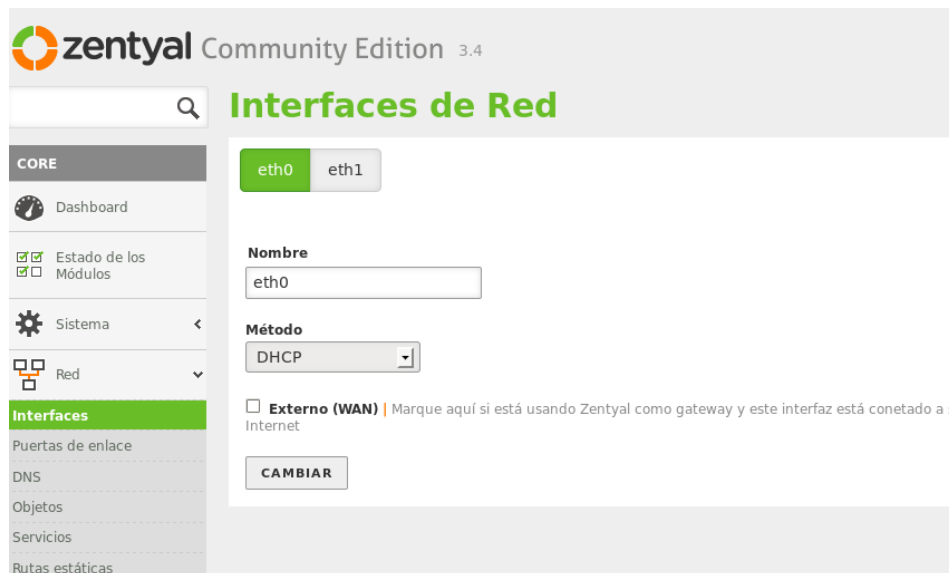 zentyal Community Edition 3.4
Interfaces de Red
CORE
Dashboard
Estado de los
Módulos
Sistema
Red
Interfaces
Puertas de enlace
DNS
Objetos
Servicios
Rutas estáticas
eth0 eth1
Nombre
eth0
Método
DHCP
Externo (WAN) | Marque aquí si está usando Zentyal como gateway y este interfaz está conetado a
Internet
CAMBIAR